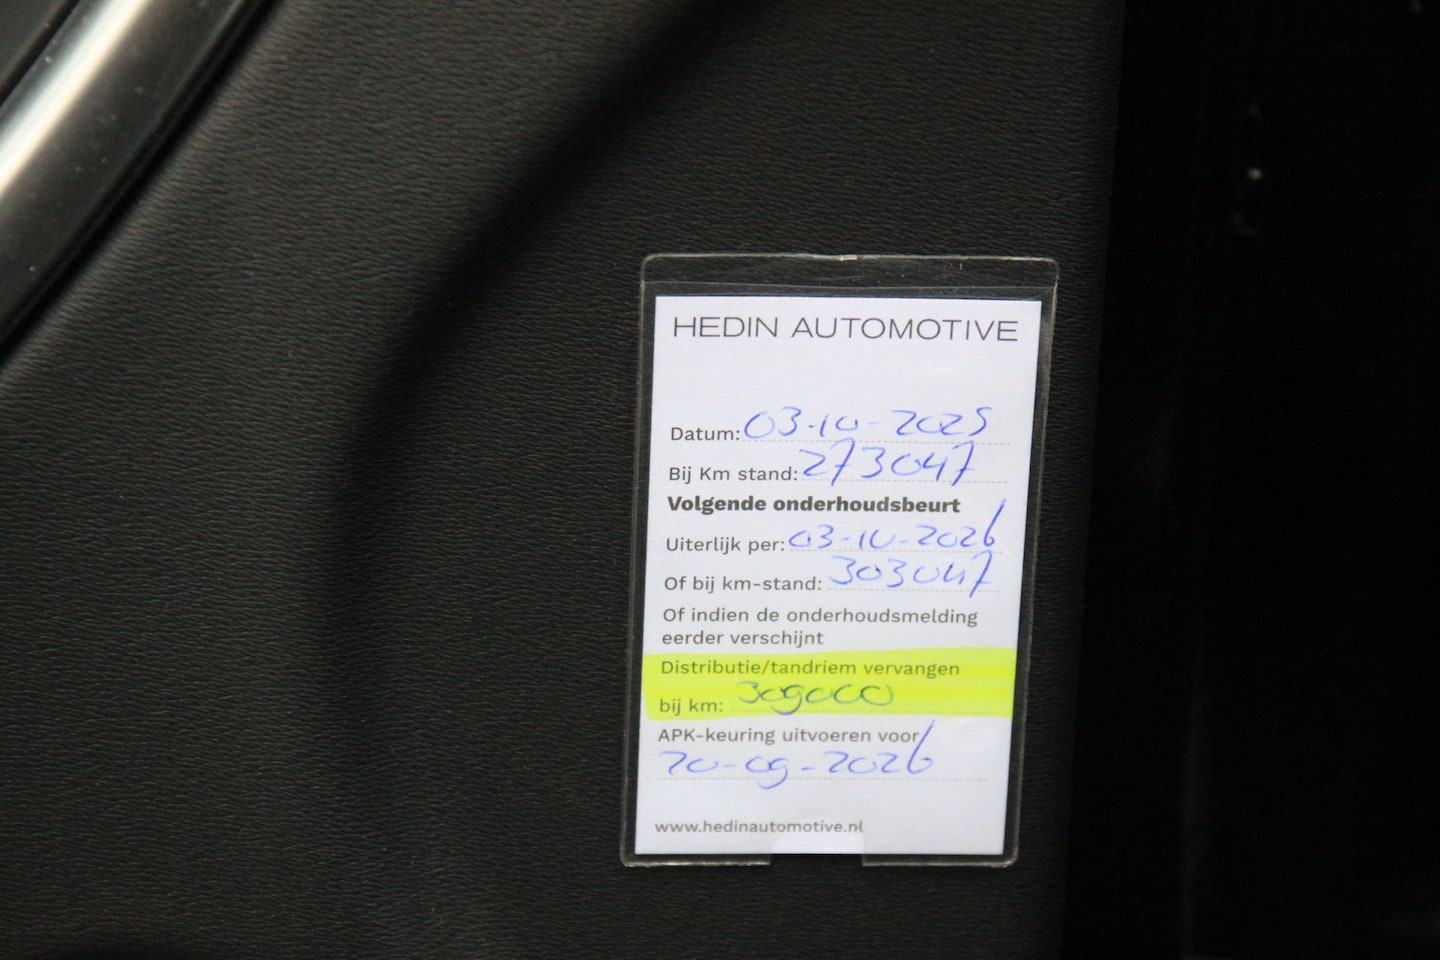 HEDIN AUTOMOTIVE
Datum: 03-10-2025
Bij Km stand: 273047
Volgende onderhoudsbeurt
Uiterlijk per: 03-10-2026
Of bij km-stand: 303047
Of indien de onderhoudsmelding
eerder verschijnt
Distributie/tandriem vervangen
bij km: 309000
APK-keuring uitvoeren voor
20-09-2026
www.hedinautomotive.nl